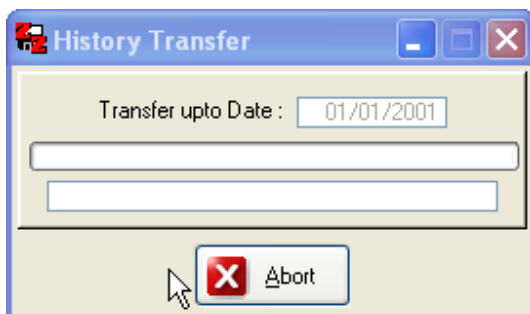 History Transfer
Transfer upto Date : 01/01/2001
Abort